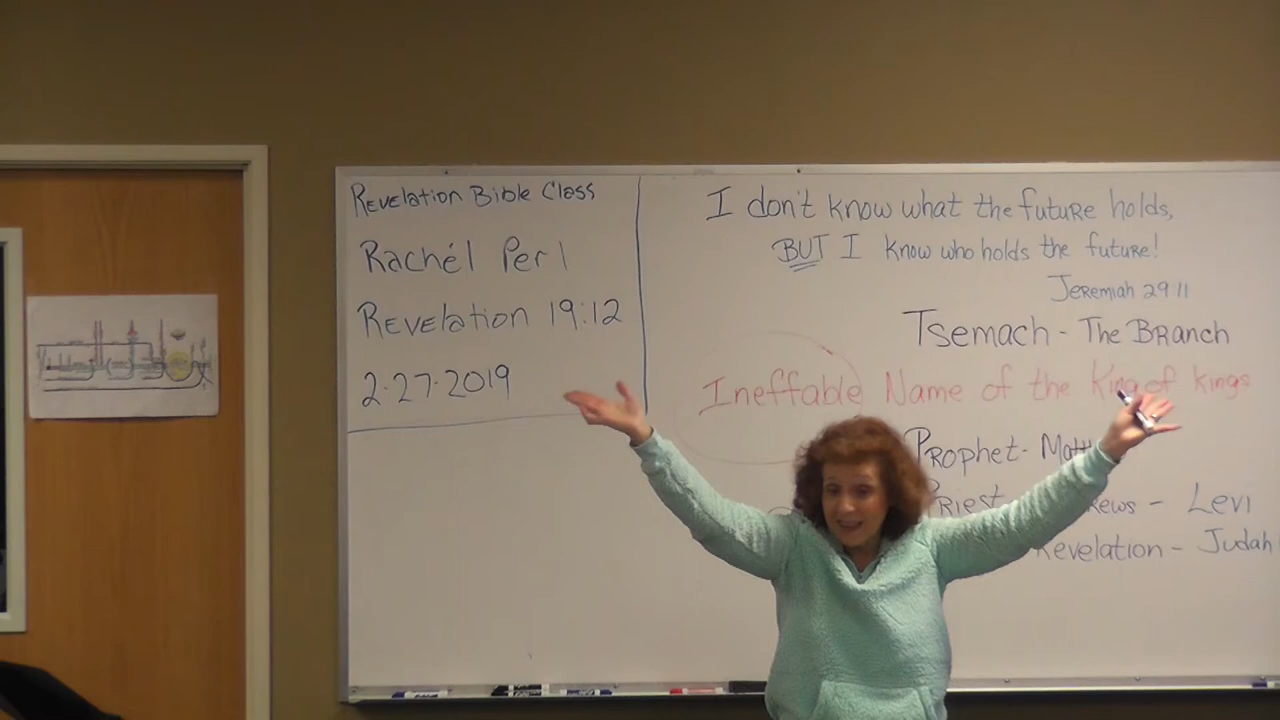 Revelation Bible Class
Rachél Perl
Revelation 19:12
2-27-2019
I don't know what the future holds,
BUT I know who holds the future!
Jeremiah 29 11
Tsemach - The Branch
Ineffable Name of the King of kings
Prophet-
Priest - Levi
Revelation - Judah